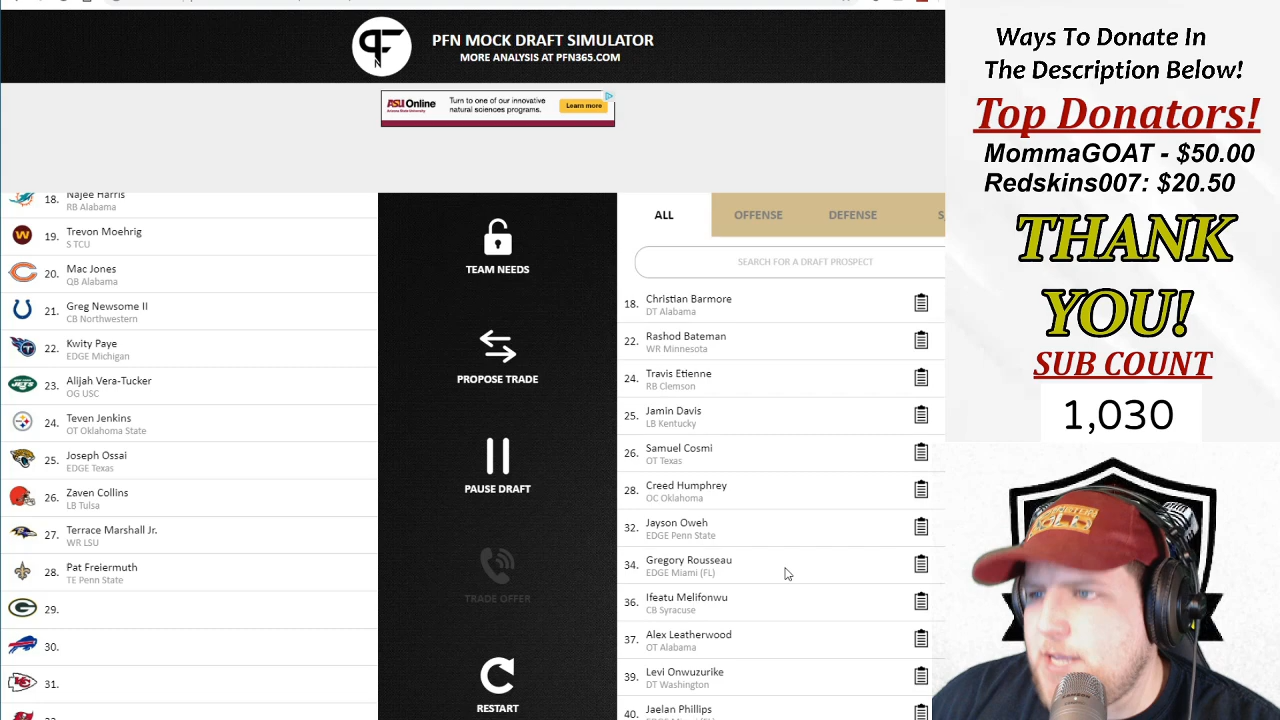 PFN MOCK DRAFT SIMULATOR
MORE ANALYSIS AT PFN365.COM
ASU Online
Turn to one of our innovative
natural sciences programs.
Learn more
18. Najee Harris
RB Alabama
19. Trevon Moehrig
S TCU
20. Mac Jones
QB Alabama
21. Greg Newsome II
CB Northwestern
22. Kwity Paye
EDGE Michigan
23. Alijah Vera-Tucker
OG USC
24. Teven Jenkins
OT Oklahoma State
25. Joseph Ossai
EDGE Texas
26. Zaven Collins
LB Tulsa
27. Terrace Marshall Jr.
WR LSU
28. Pat Freiermuth
TE Penn State
29.
30.
31.
TEAM NEEDS
PROPOSE TRADE
PAUSE DRAFT
TRADE OFFER
RESTART
ALL OFFENSE DEFENSE
SEARCH FOR A DRAFT PROSPECT
18. Christian Barmore
DT Alabama
22. Rashod Bateman
WR Minnesota
24. Travis Etienne
RB Clemson
25. Jamin Davis
LB Kentucky
26. Samuel Cosmi
OT Texas
28. Creed Humphrey
OC Oklahoma
32. Jayson Oweh
EDGE Penn State
34. Gregory Rousseau
EDGE Miami (FL)
36. Ifeatu Melifonwu
CB Syracuse
37. Alex Leatherwood
OT Alabama
39. Levi Onwuzurike
DT Washington
40. Jaelan Phillips
EDGE Miami (FL)
Ways To Donate In
The Description Below!
Top Donators!
MommaGOAT - $50.00
Redskins007: $20.50
THANK
YOU!
SUB COUNT
1,030